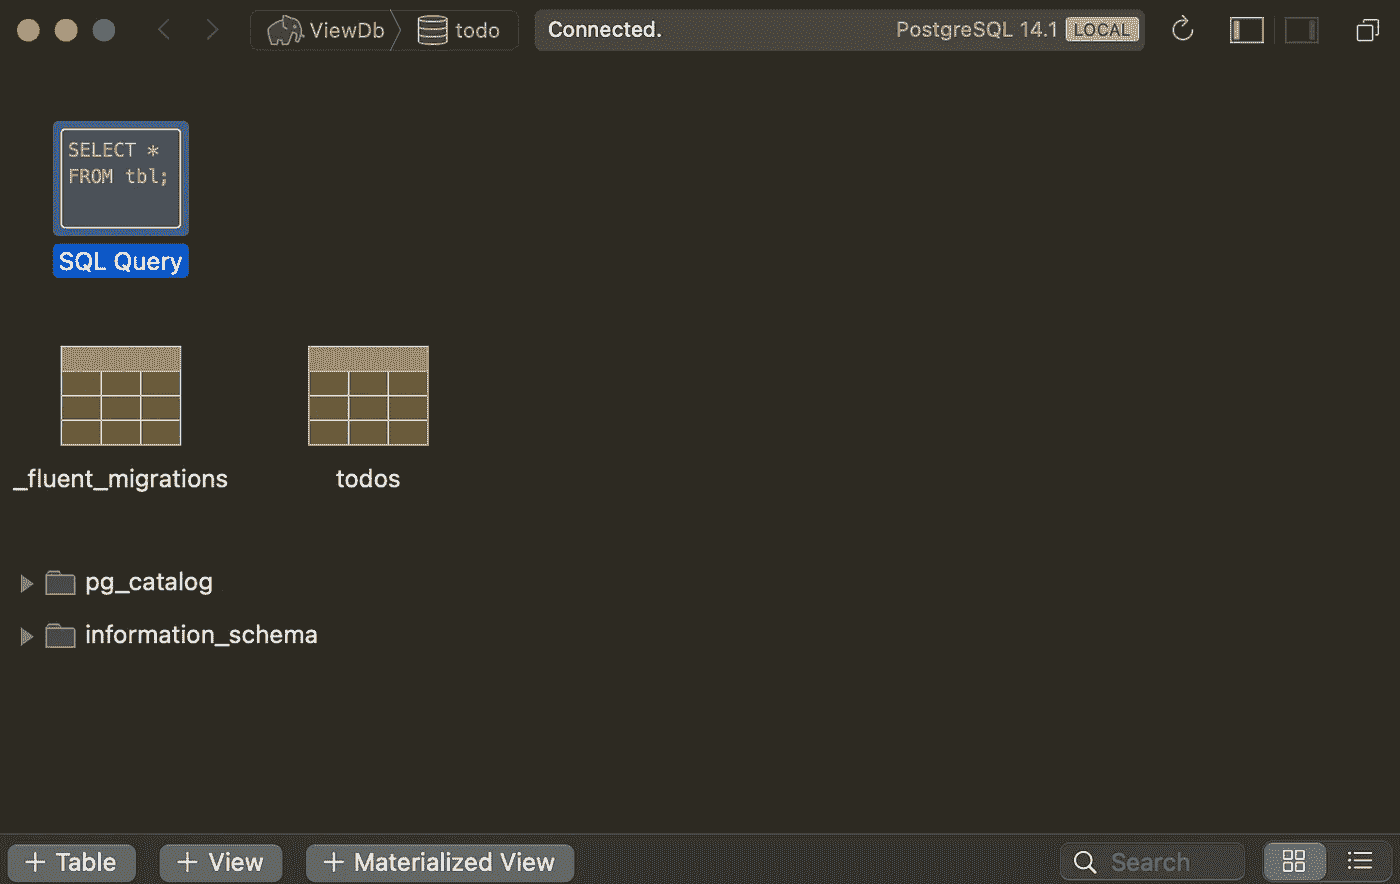 ViewDb
todo
Connected.
PostgreSQL 14.1
LOCAL
SELECT *
FROM tbl;
SQL Query
_fluent_migrations
todos
pg_catalog
information_schema
+ Table
+ View
+ Materialized View
Search